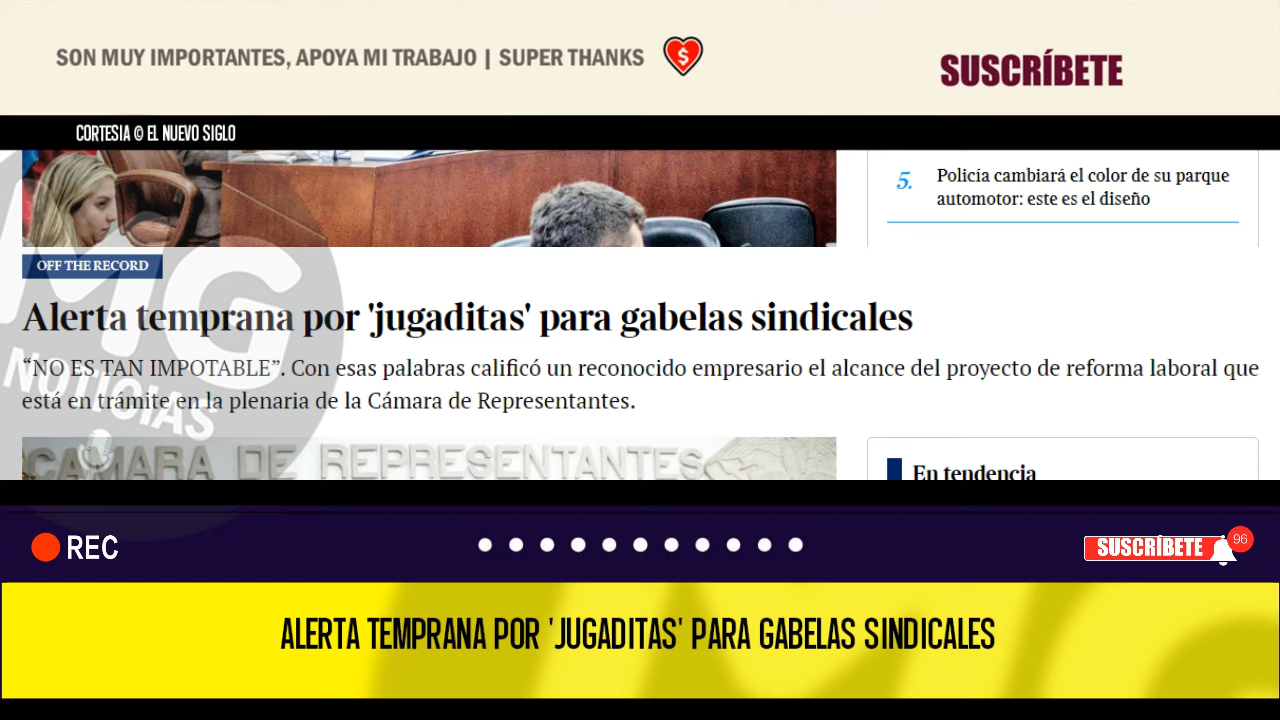 SON MUY IMPORTANTES, APOYA MI TRABAJO | SUPER THANKS
$
SUSCRÍBETE
CORTESIA © EL NUEVO SIGLO
5. Policía cambiará el color de su parque
automotor: este es el diseño
OFF THE RECORD
Alerta temprana por 'jugaditas' para gabelas sindicales
“NO ES TAN IMPOTABLE”. Con esas palabras calificó un reconocido empresario el alcance del proyecto de reforma laboral que
está en trámite en la plenaria de la Cámara de Representantes.
MG
NOTICIAS
CAMARA DE REPRESENTANTES
En tendencia
REC
SUSCRÍBETE
96
ALERTA TEMPRANA POR 'JUGADITAS' PARA GABELAS SINDICALES